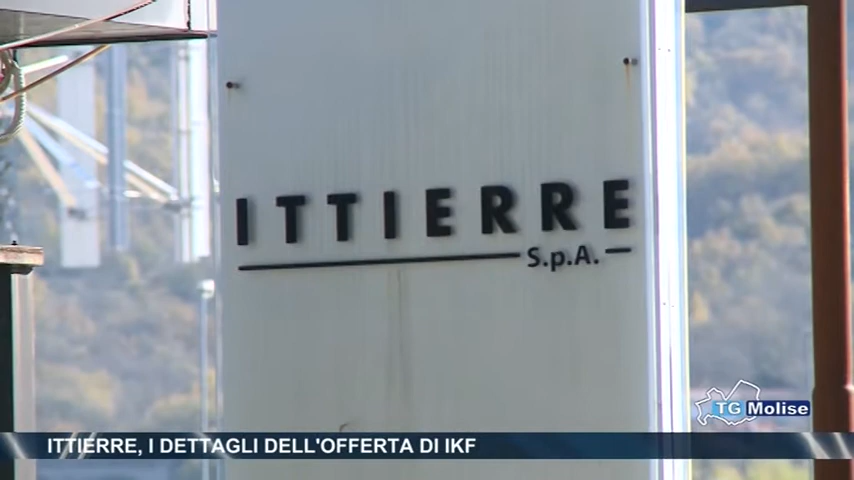 ITTIERRE
S.p.A.
TG Molise
ITTIERRE, I DETTAGLI DELL'OFFERTA DI IKF